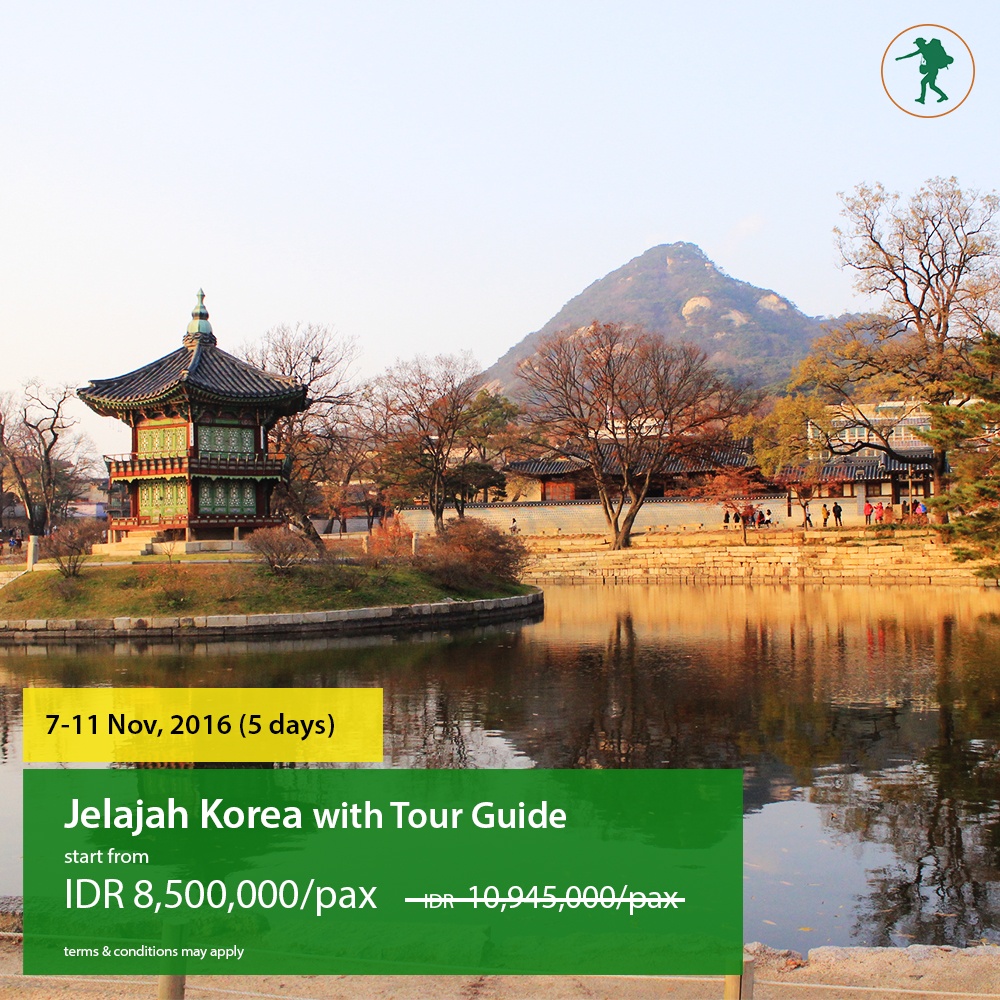 7-11 Nov, 2016 (5 days)
Jelajah Korea with Tour Guide
start from
IDR 8,500,000/pax IDR 10,945,000/pax
terms & conditions may apply